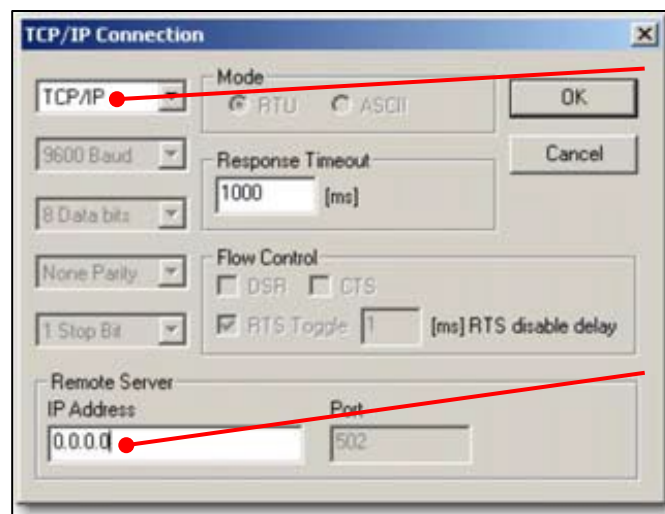 TCP/IP Connection
TCP/IP
Mode
RTU ASCII
OK
9600 Baud
Response Timeout
1000 [ms]
Cancel
8 Data bits
None Parity
Flow Control
DSR CTS
RTS Toggle 1 [ms] RTS disable delay
1 Stop Bit
Remote Server
IP Address Port
0.0.0.0 502